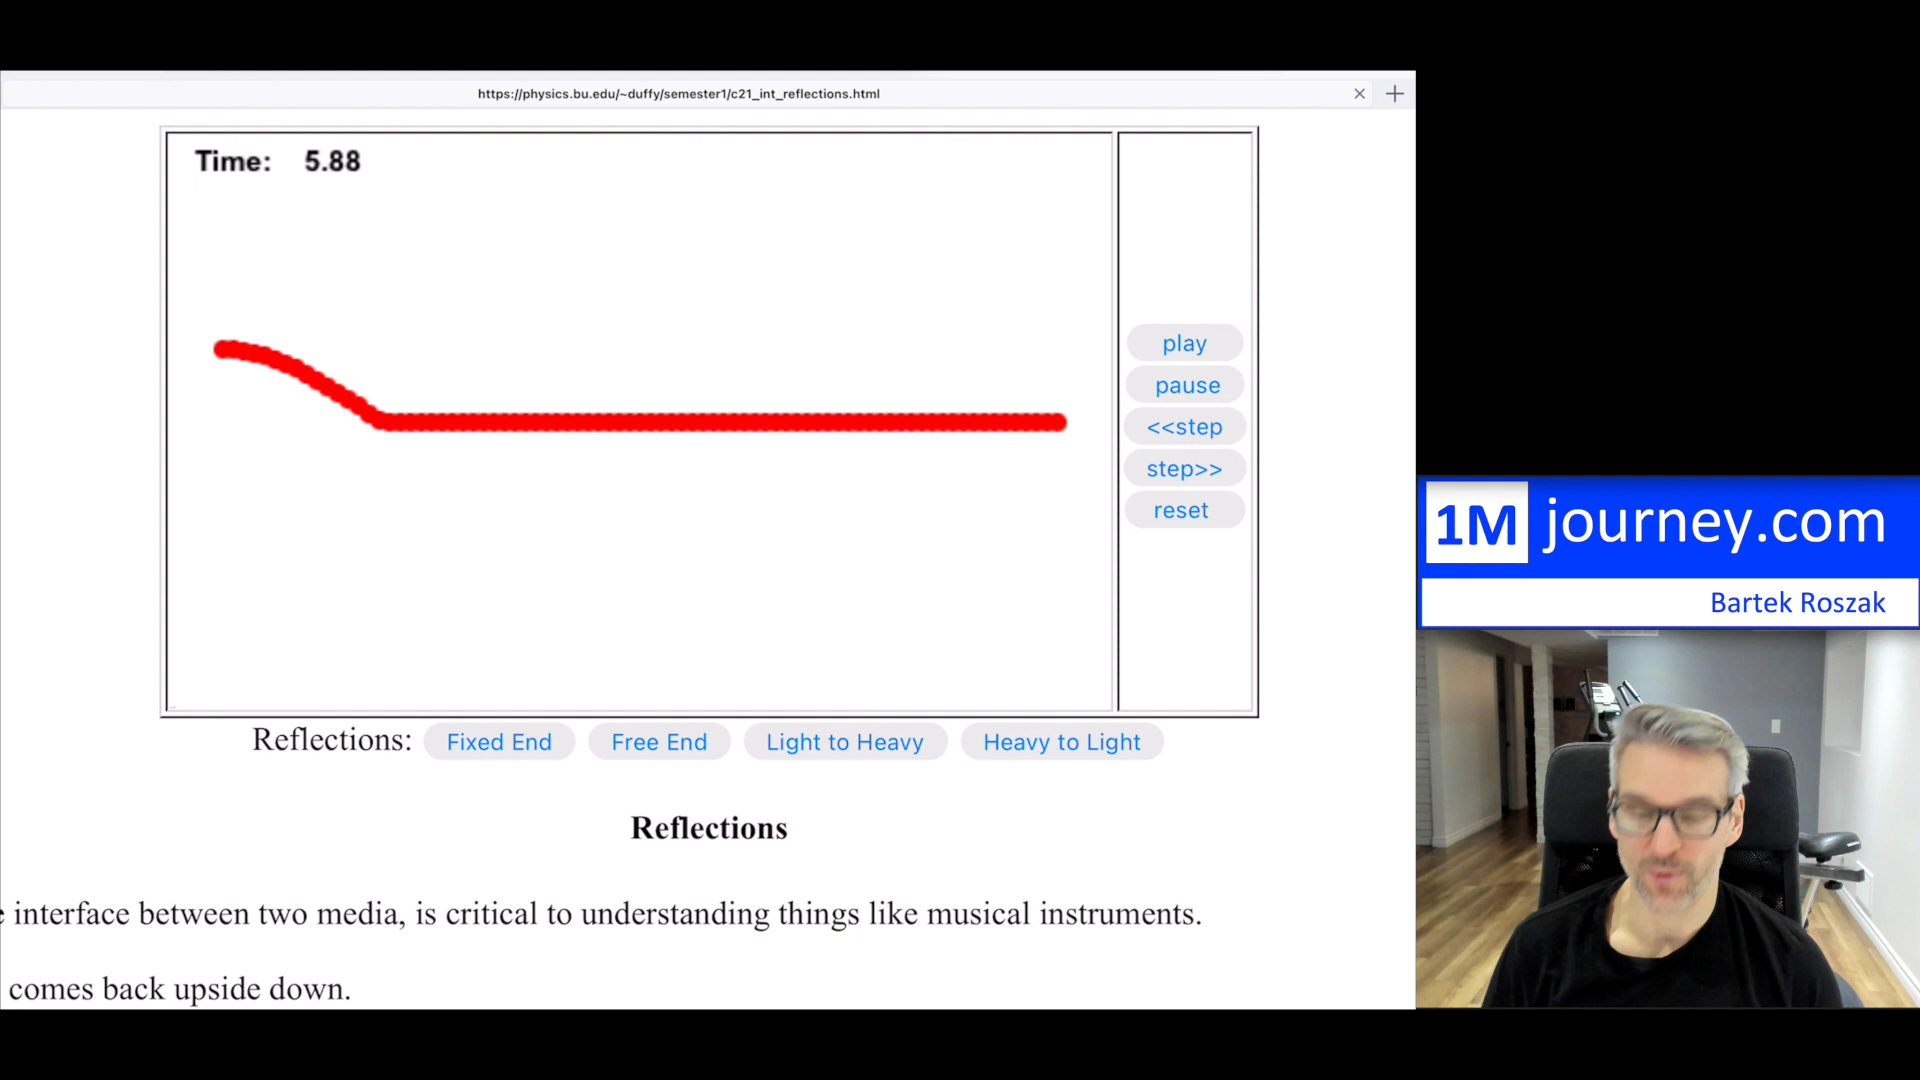 https://physics.bu.edu/~duffy/semester1/c21_int_reflections.html
Time: 5.88
play
pause
<<step
step>>
reset
Reflections: Fixed End Free End Light to Heavy Heavy to Light
Reflections
interface between two media, is critical to understanding things like musical instruments.
comes back upside down.
1M journey.com
Bartek Roszak